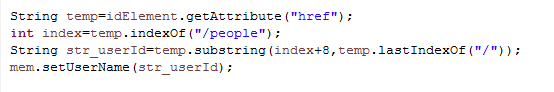 String temp=idElement.getAttribute("href");
int index=temp.indexOf("/people");
String str_userId=temp.substring(index+8,temp.lastIndexOf("/"));
mem.setUserName(str_userId);